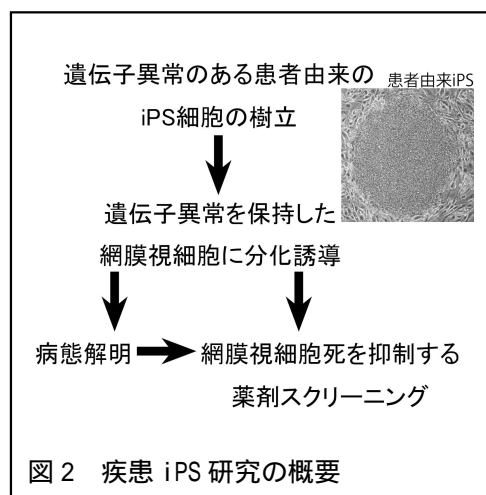 遺伝子異常のある患者由来の
患者由来iPS
iPS細胞の樹立
遺伝子異常を保持した
網膜視細胞に分化誘導
病態解明
網膜視細胞死を抑制する
薬剤スクリーニング
図2 疾患 iPS 研究の概要